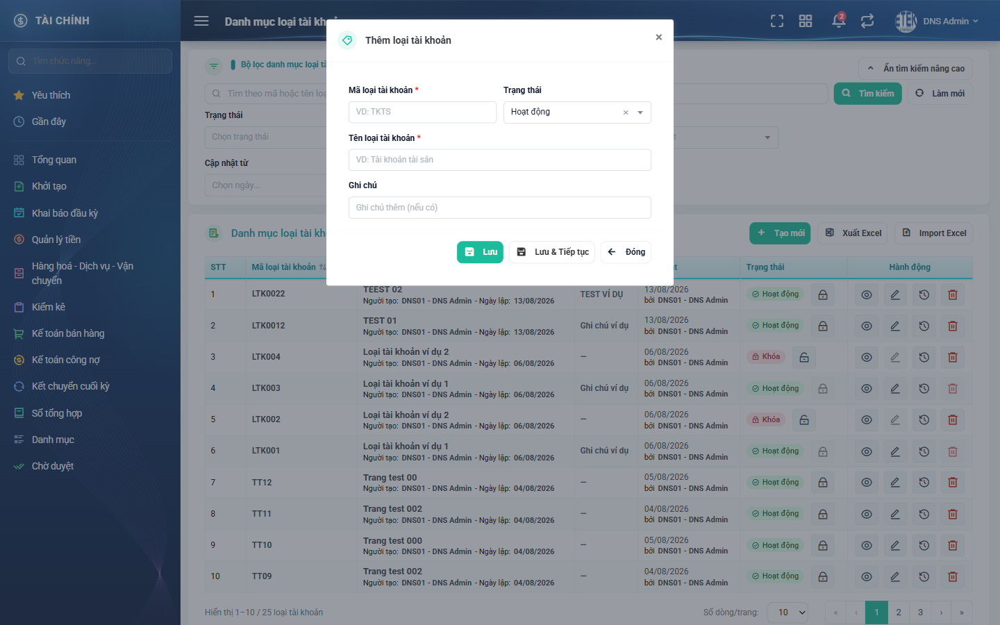 TÀI CHÍNH
Tìm chức năng...
Yêu thích
Gần đây
Tổng quan
Khởi tạo
Khai báo đầu kỳ
Quản lý tiền
Hàng hoá - Dịch vụ - Vận
chuyển
Kiểm kê
Kế toán bán hàng
Kế toán công nợ
Kết chuyển cuối kỳ
Sổ tổng hợp
Danh mục
Chờ duyệt
Danh mục loại tài kh
2
DNS Admin
Bộ lọc danh mục loại tà
Ẩn tìm kiếm nâng cao
Tìm theo mã hoặc tên loạ
Tìm kiếm
Làm mới
Trạng thái
Chọn trạng thái
Cập nhật từ
Chọn ngày...
Thêm loại tài khoản
×
Mã loại tài khoản *
Trạng thái
VD: TKTS
Hoạt động
×
Tên loại tài khoản *
VD: Tài khoản tài sản
Ghi chú
Ghi chú thêm (nếu có)
Lưu
Lưu & Tiếp tục
Đóng
Danh mục loại tài kh
Tạo mới
Xuất Excel
Import Excel
STT Mã loại tài khoản Trạng thái Hành động
1 LTK0022 TEEST 02 TEST VÍ DỤ 13/08/2026 Hoạt động
Người tạo: DNS01 - DNS Admin - Ngày lập: 13/08/2026 bởi DNS01 - DNS Admin
2 LTK0012 TEST 01 Ghi chú ví dụ 13/08/2026 Hoạt động
Người tạo: DNS01 - DNS Admin - Ngày lập: 13/08/2026 bởi DNS01 - DNS Admin
3 LTK004 Loại tài khoản ví dụ 2 — 06/08/2026 Khóa
Người tạo: DNS01 - DNS Admin - Ngày lập: 06/08/2026 bởi DNS01 - DNS Admin
4 LTK003 Loại tài khoản ví dụ 1 Ghi chú ví dụ 06/08/2026 Hoạt động
Người tạo: DNS01 - DNS Admin - Ngày lập: 06/08/2026 bởi DNS01 - DNS Admin
5 LTK002 Loại tài khoản ví dụ 2 — 06/08/2026 Khóa
Người tạo: DNS01 - DNS Admin - Ngày lập: 06/08/2026 bởi DNS01 - DNS Admin
6 LTK001 Loại tài khoản ví dụ 1 Ghi chú ví dụ 06/08/2026 Hoạt động
Người tạo: DNS01 - DNS Admin - Ngày lập: 06/08/2026 bởi DNS01 - DNS Admin
7 TT12 Trang test 00 — 05/08/2026 Hoạt động
Người tạo: DNS01 - DNS Admin - Ngày lập: 04/08/2026 bởi DNS01 - DNS Admin
8 TT11 Trang test 002 — 04/08/2026 Hoạt động
Người tạo: DNS01 - DNS Admin - Ngày lập: 04/08/2026 bởi DNS01 - DNS Admin
9 TT10 Trang test 000 — 05/08/2026 Hoạt động
Người tạo: DNS01 - DNS Admin - Ngày lập: 04/08/2026 bởi DNS01 - DNS Admin
10 TT09 Trang test 002 — 04/08/2026 Hoạt động
Người tạo: DNS01 - DNS Admin - Ngày lập: 04/08/2026 bởi DNS01 - DNS Admin
Hiển thị 1–10 / 25 loại tài khoản
Số dòng/trang: 10
« ‹ 1 2 3 › »